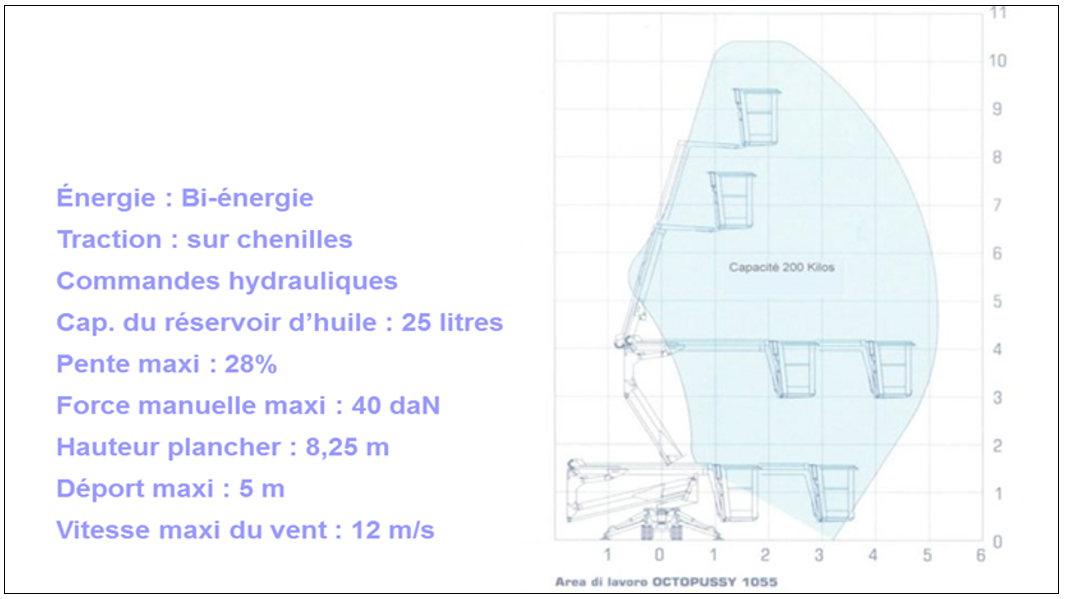 Énergie : Bi-énergie
Traction : sur chenilles
Commandes hydrauliques
Cap. du réservoir d’huile : 25 litres
Pente maxi : 28%
Force manuelle maxi : 40 daN
Hauteur plancher : 8,25 m
Déport maxi : 5 m
Vitesse maxi du vent : 12 m/s
11
10
9
8
7
6
Capacité 200 Kilos
5
4
3
2
1
0
1 0 1 2 3 4 5 6
Area di lavoro OCTOPUSSY 1055